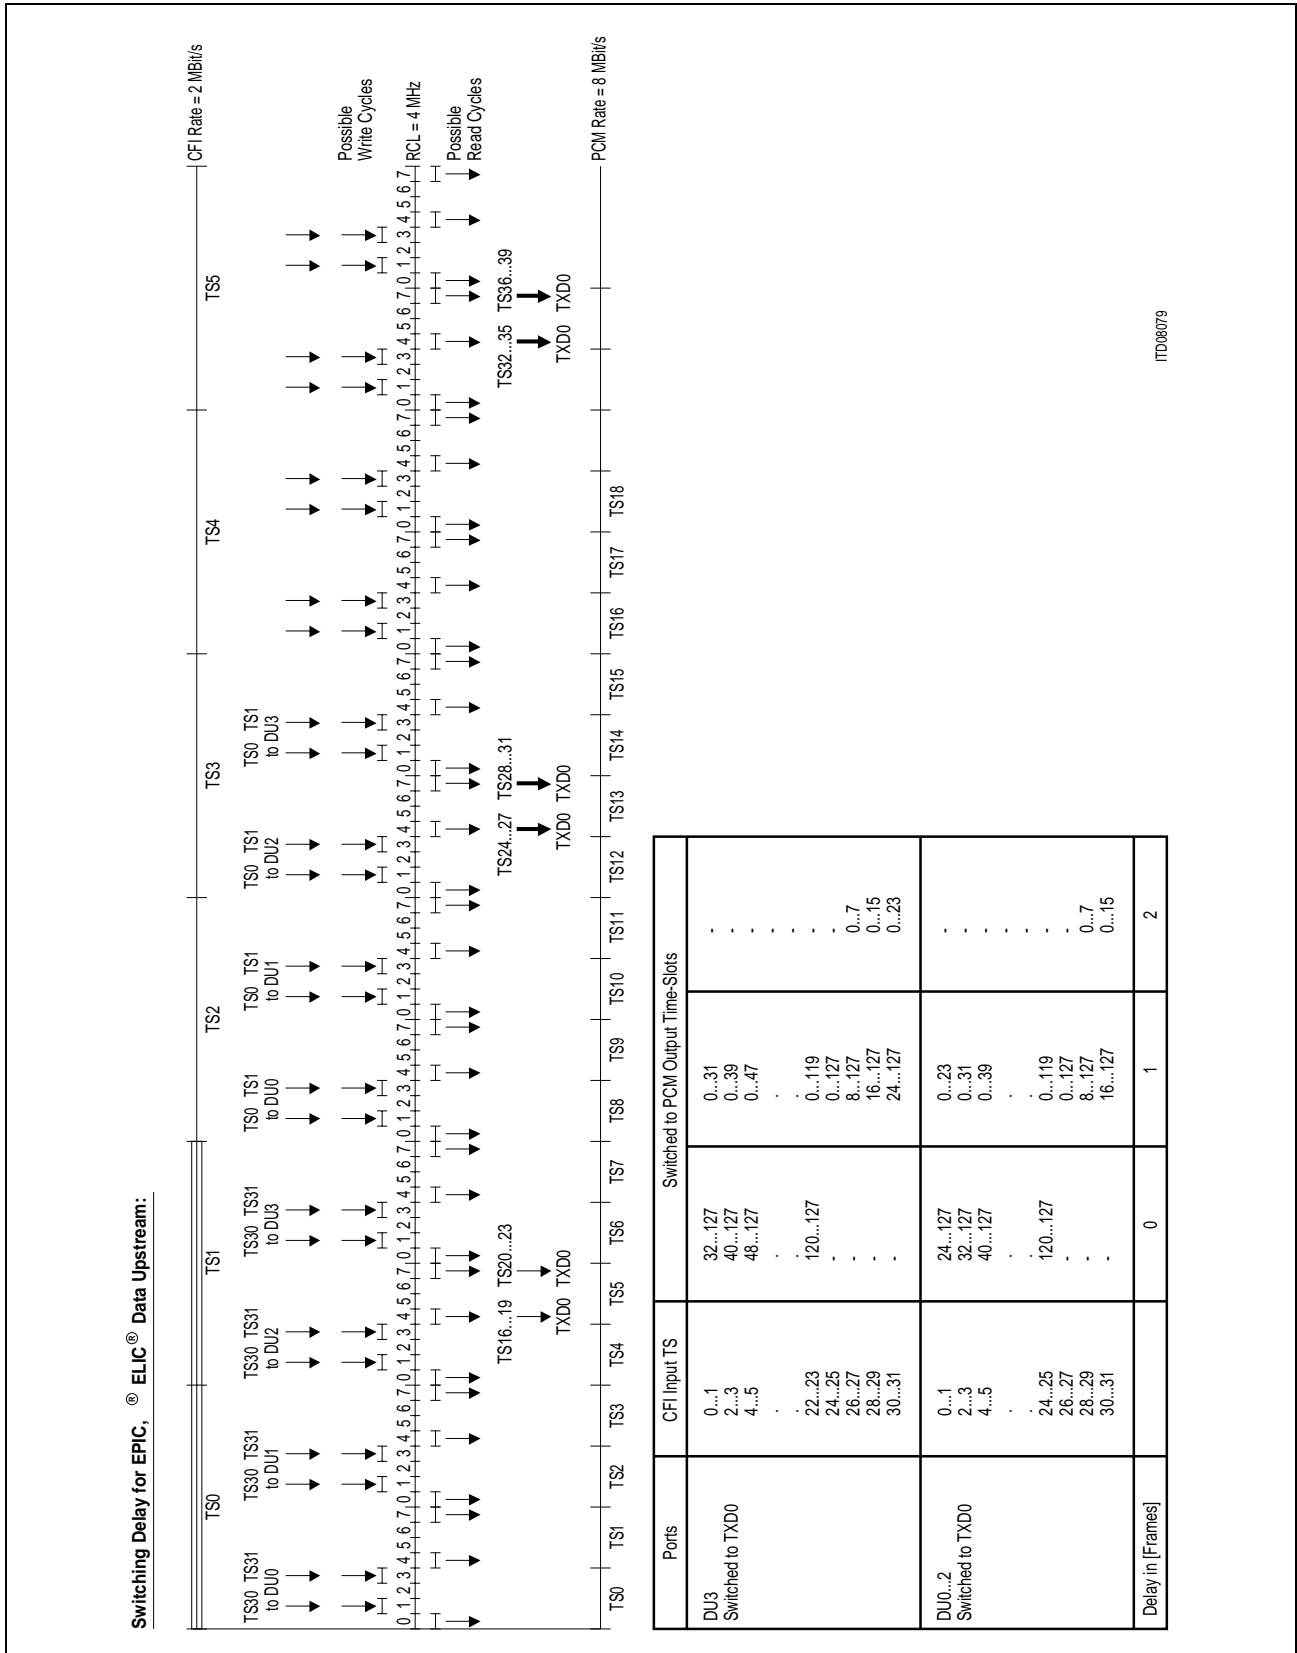 Switching Delay for EPIC, ® ELIC® Data Upstream:
CFI Rate = 2 MBit/s
TS0 TS1 TS2 TS3 TS4 TS5
TS30 TS31 TS30 TS31 TS30 TS31 TS30 TS31 TS0 TS1 TS0 TS1 TS0 TS1 TS0 TS1
to DU0 to DU1 to DU2 to DU3 to DU0 to DU1 to DU2 to DU3
Possible
Write Cycles
0 1 2 3 4 5 6 7 0 1 2 3 4 5 6 7 0 1 2 3 4 5 6 7 0 1 2 3 4 5 6 7 0 1 2 3 4 5 6 7 0 1 2 3 4 5 6 7 0 1 2 3 4 5 6 7 0 1 2 3 4 5 6 7 0 1 2 3 4 5 6 7 0 1 2 3 4 5 6 7 0 1 2 3 4 5 6 7 0 1 2 3 4 5 6 7 RCL = 4 MHz
Possible
Read Cycles
TS16...19 TS20...23 TS24...27 TS28...31 TS32...35 TS36...39
TXD0 TXD0 TXD0 TXD0 TXD0 TXD0
PCM Rate = 8 MBit/s
TS0 TS1 TS2 TS3 TS4 TS5 TS6 TS7 TS8 TS9 TS10 TS11 TS12 TS13 TS14 TS15 TS16 TS17 TS18
Ports CFI Input TS Switched to PCM Output Time-Slots
DU3 0...1 32...127 0...31 -
Switched to TXD0 2...3 40...127 0...39 -
4...5 48...127 0...47 -
. . . -
. . . -
22...23 120...127 0...119 -
24...25 - 0...127 -
26...27 - 8...127 0...7
28...29 - 16...127 0...15
30...31 - 24...127 0...23
DU0...2 0...1 24...127 0...23 -
Switched to TXD0 2...3 32...127 0...31 -
4...5 40...127 0...39 -
. . . -
. . . -
24...25 120...127 0...119 -
26...27 - 0...127 -
28...29 - 8...127 0...7
30...31 - 16...127 0...15
Delay in [Frames] 0 1 2
ITD08079